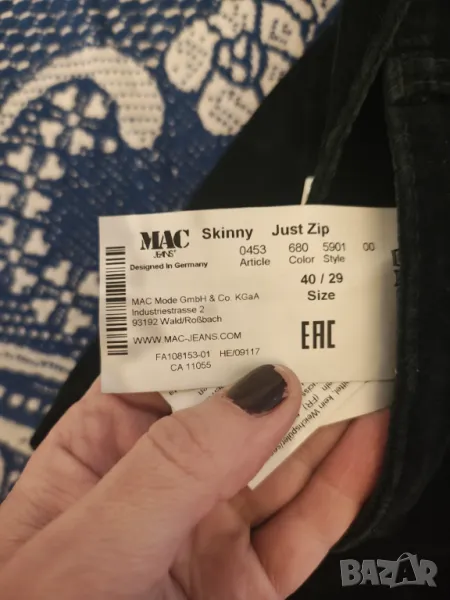 MAC
JEANS
Skinny Just Zip
0453 680 5901 00
Article Color Style
Designed in Germany
40 / 29
Size
MAC Mode GmbH & Co. KGaA
Industriestrasse 2
93192 Wald/Roßbach
WWW.MAC-JEANS.COM
EAC
FA108153-01 HE/09117
CA 11055
BAZAR